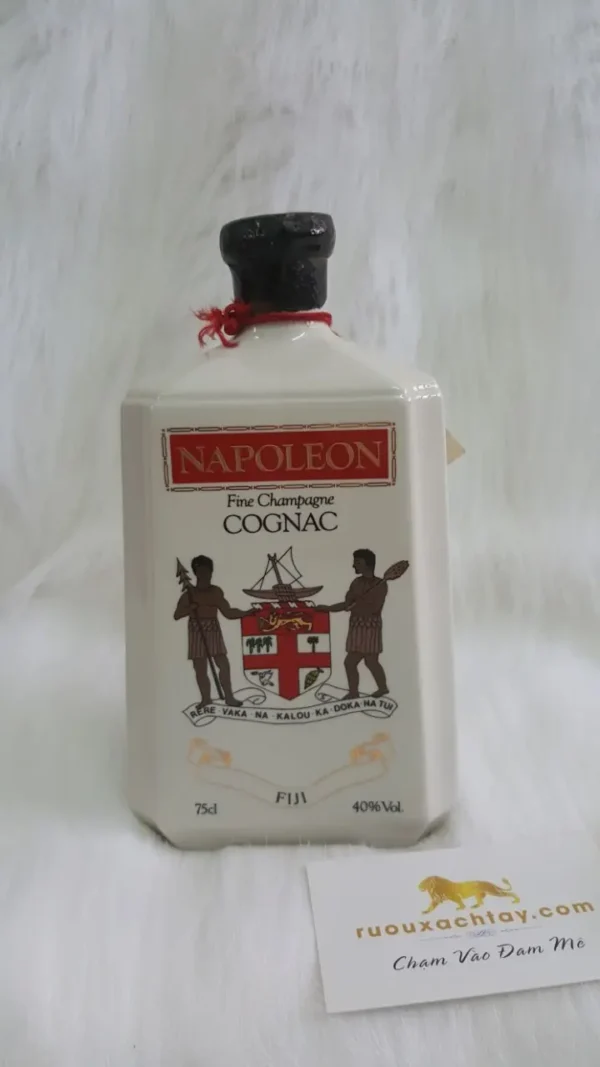 NAPOLEON
Fine Champagne
COGNAC
RERE · VAKA · NA · KALOU · KA · DOKA · NA TUI
FIJI
75cl
40% Vol.
ruouxachtay.com
Chạm Vào Đam Mê